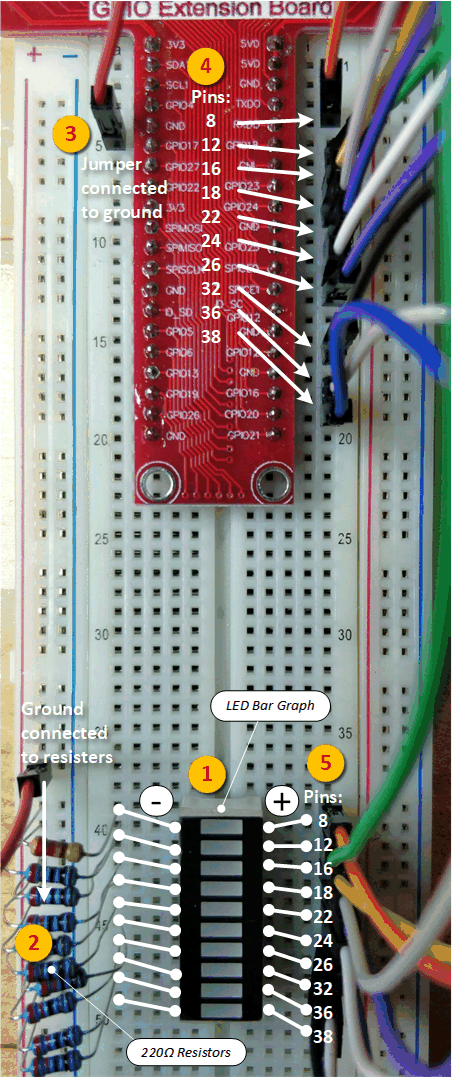 GPIO Extension Board
+ −
a
1
3V3 5V0
SDA 5V0
4
SCL1 GND
Pins:
GPIO4 TXD0
8
3
5
GND
12
GPIO17 GPIO18
Jumper
connected
to ground
16
GPIO27
18
GPIO22 GPIO23
22
3V3 GPIO24
SPIMOSI GND
10
24
SPIMISO GPIO25
26
SPISCLK
32
GND SPICE1
ID_SC
36
ID_SD
38
15
GPIO5 GND
GPIO6 GPIO12
GPIO13 GND
GPIO19 GPIO16
GPIO26 GPIO20
GND GPIO21
20
20
25
25
30
30
Ground
connected
to resisters
LED Bar Graph
35
1
5
- +
Pins:
8
40
12
16
18
22
45
2
24
26
32
36
50
38
220Ω Resistors